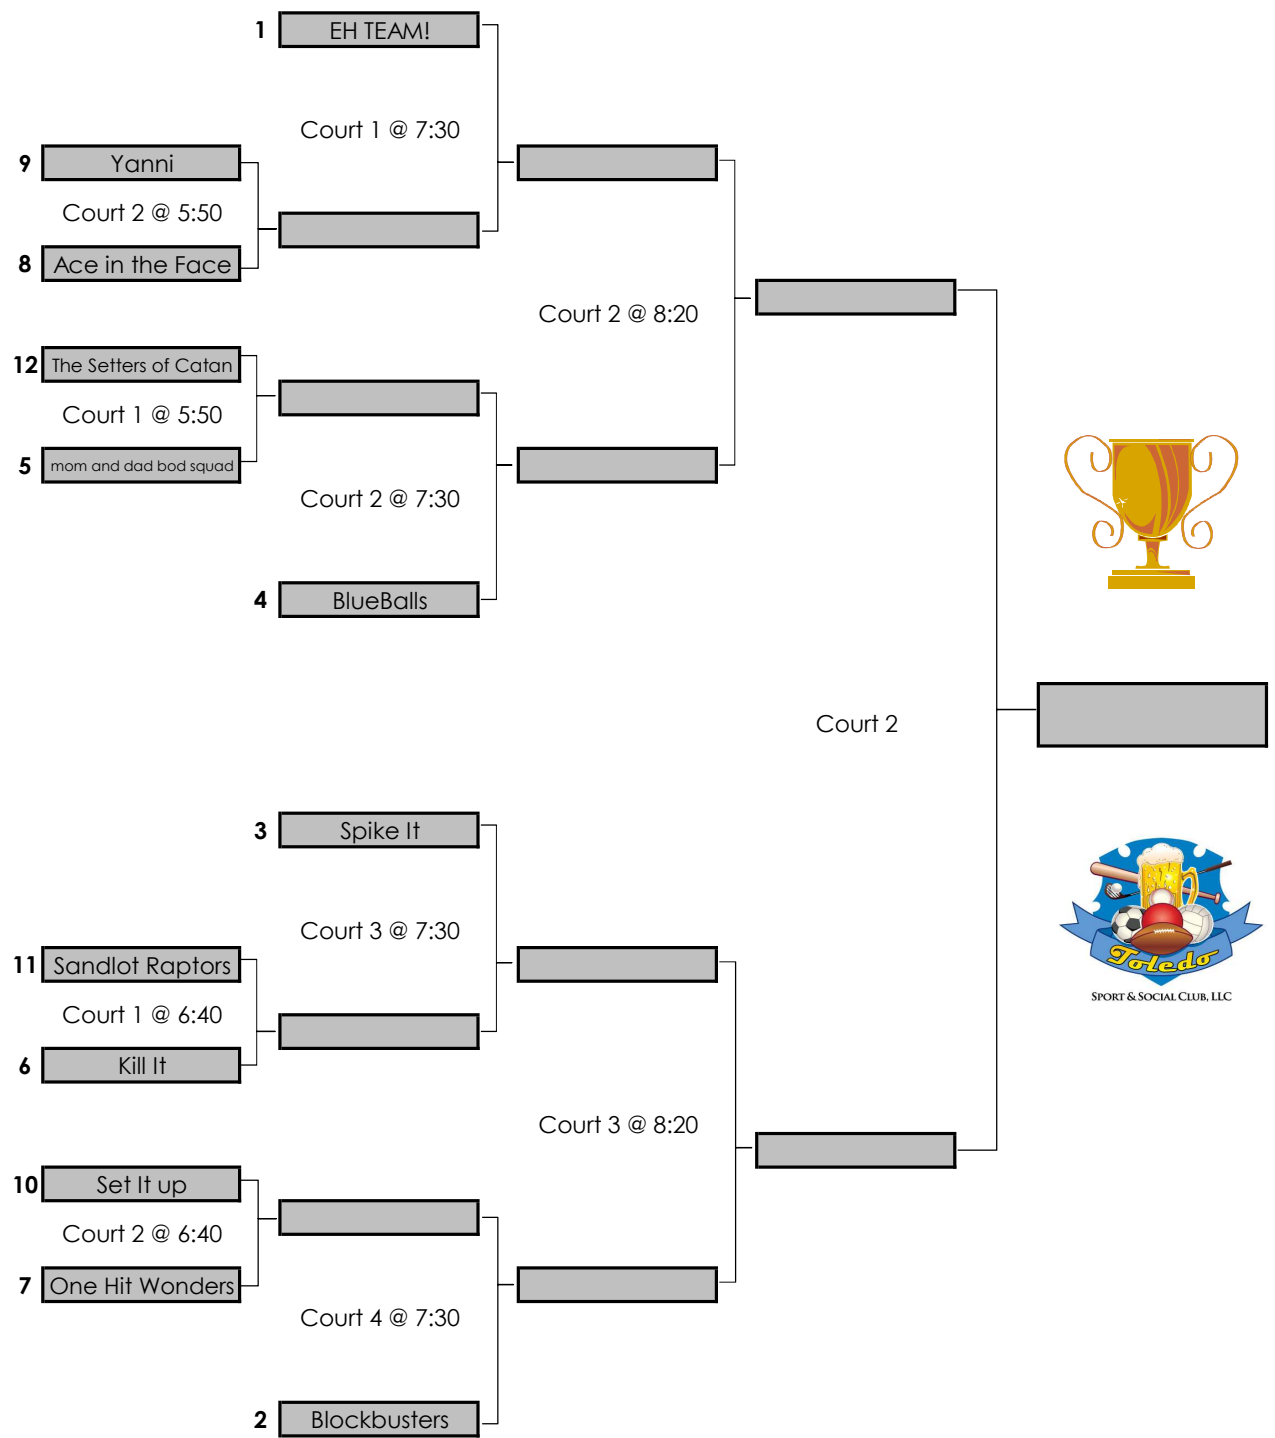 1 EH TEAM!
Court 1 @ 7:30
9 Yanni
Court 2 @ 5:50
8 Ace in the Face
Court 2 @ 8:20
12 The Setters of Catan
Court 1 @ 5:50
5 mom and dad bod squad
Court 2 @ 7:30
4 BlueBalls
Court 2
3 Spike It
Court 3 @ 7:30
11 Sandlot Raptors
Court 1 @ 6:40
6 Kill It
Toledo
SPORT & SOCIAL CLUB, LLC
Court 3 @ 8:20
10 Set It up
Court 2 @ 6:40
7 One Hit Wonders
Court 4 @ 7:30
2 Blockbusters